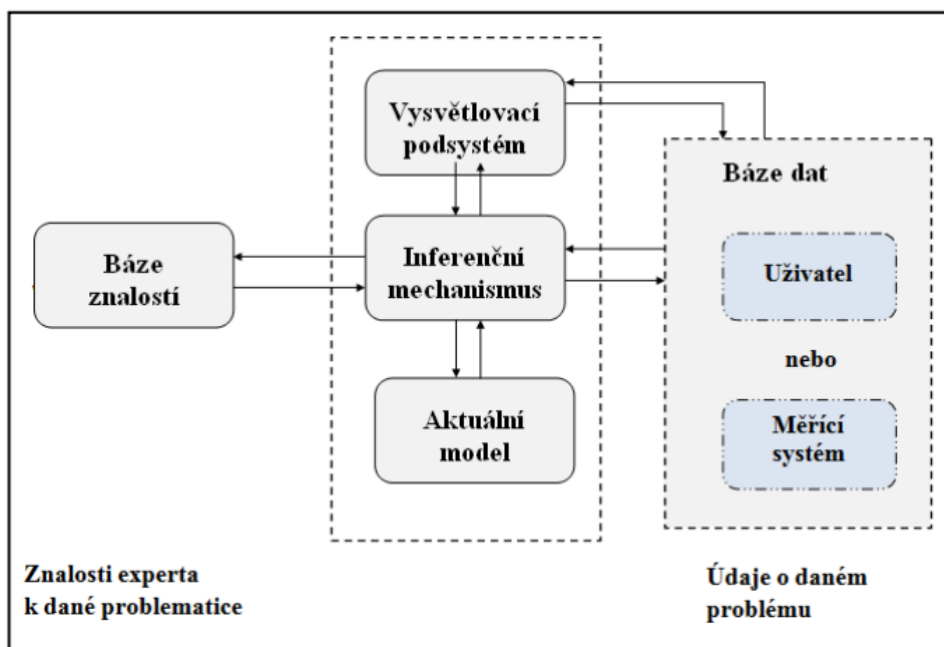 Vysvětlovací
podsystém
Báze dat
Báze
znalostí
Inferenční
mechanismus
Uživatel
nebo
Aktuální
model
Měřící
systém
Znalosti experta
k dané problematice
Údaje o daném
problému